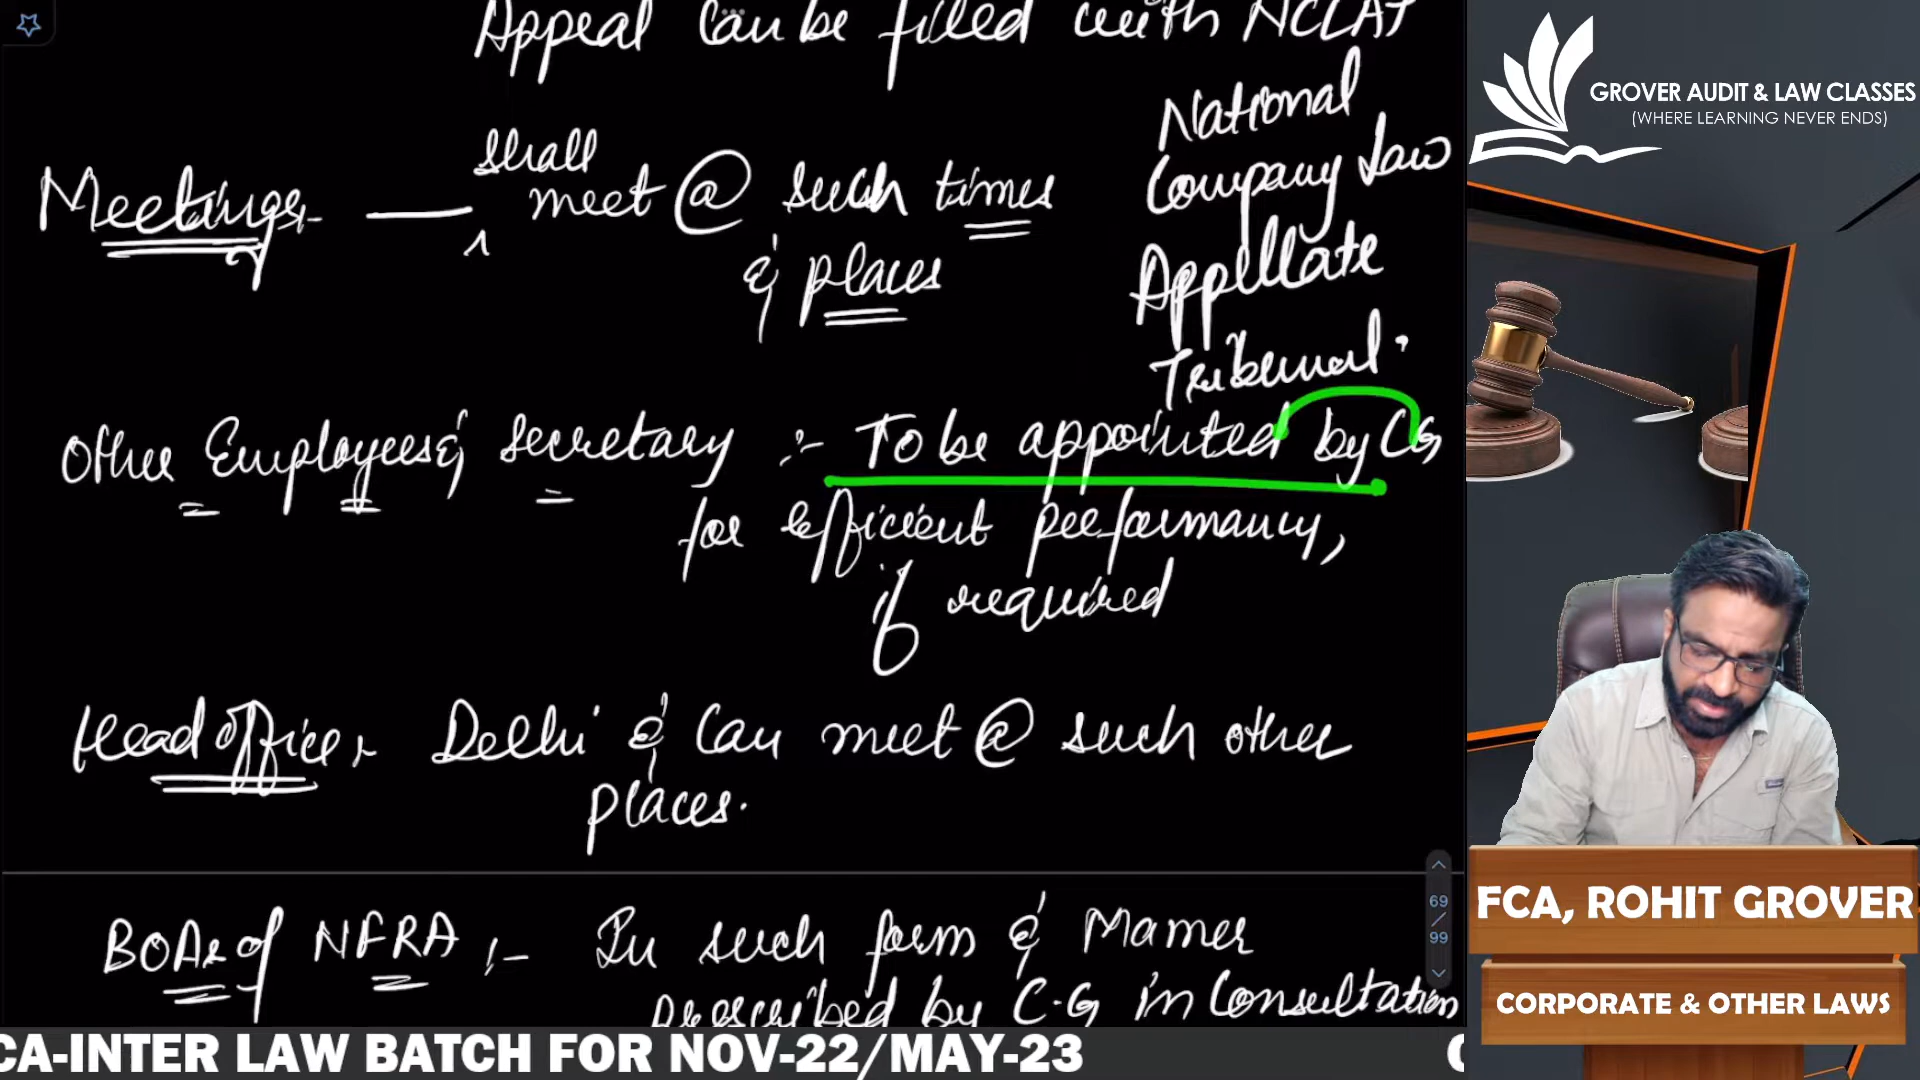 Appeal Can be filed with NCLAT
National
Company Law
Appellate
Tribunal.
Meetings - shall meet @ such times
& places
Other Employees & secretary :- To be appointed by CG
for efficient performancy,
if required
Head office :- Delhi & Can meet @ such other
places.
BOAs of NFRA :- In such form & Manner
Prescribed by C.G in Consultation
69
/
99
GROVER AUDIT & LAW CLASSES
(WHERE LEARNING NEVER ENDS)
FCA, ROHIT GROVER
CORPORATE & OTHER LAWS
CA-INTER LAW BATCH FOR NOV-22/MAY-23 C